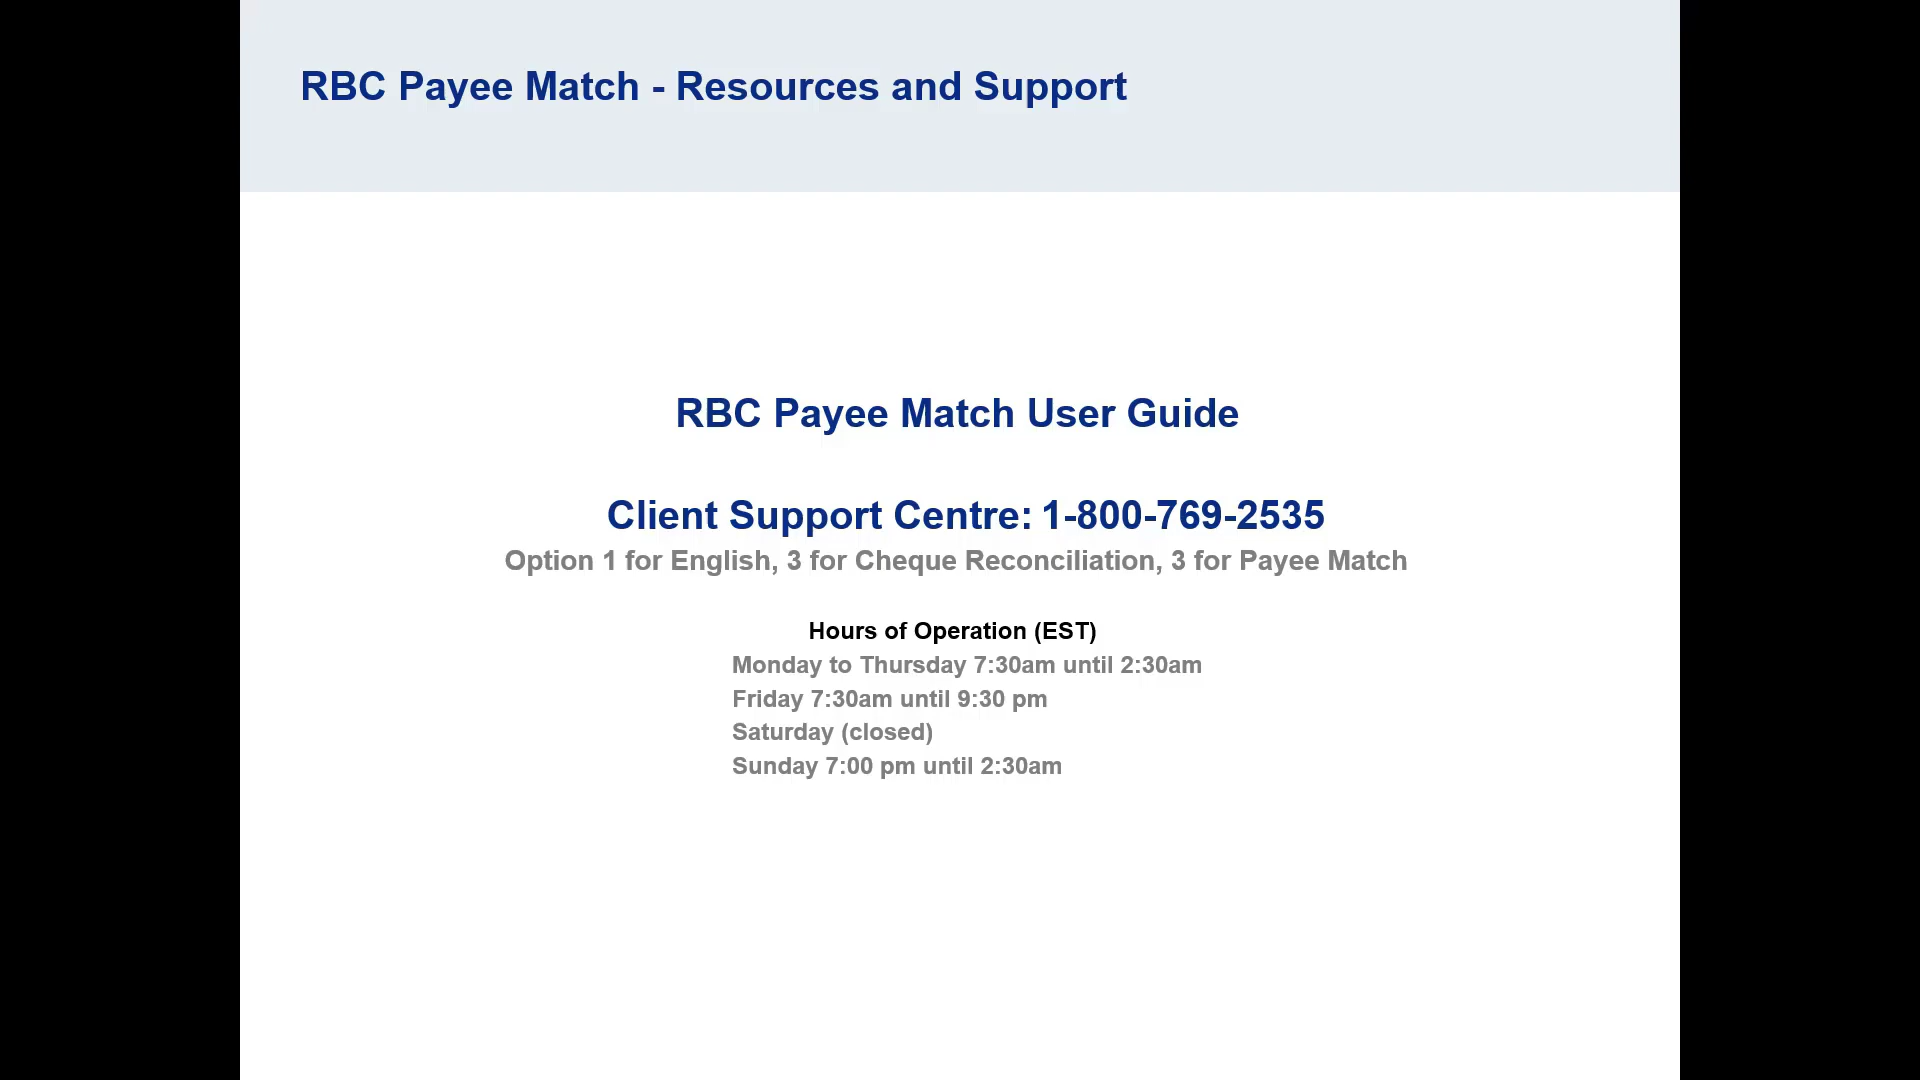 RBC Payee Match - Resources and Support
RBC Payee Match User Guide
Client Support Centre: 1-800-769-2535
Option 1 for English, 3 for Cheque Reconciliation, 3 for Payee Match
Hours of Operation (EST)
Monday to Thursday 7:30am until 2:30am
Friday 7:30am until 9:30 pm
Saturday (closed)
Sunday 7:00 pm until 2:30am